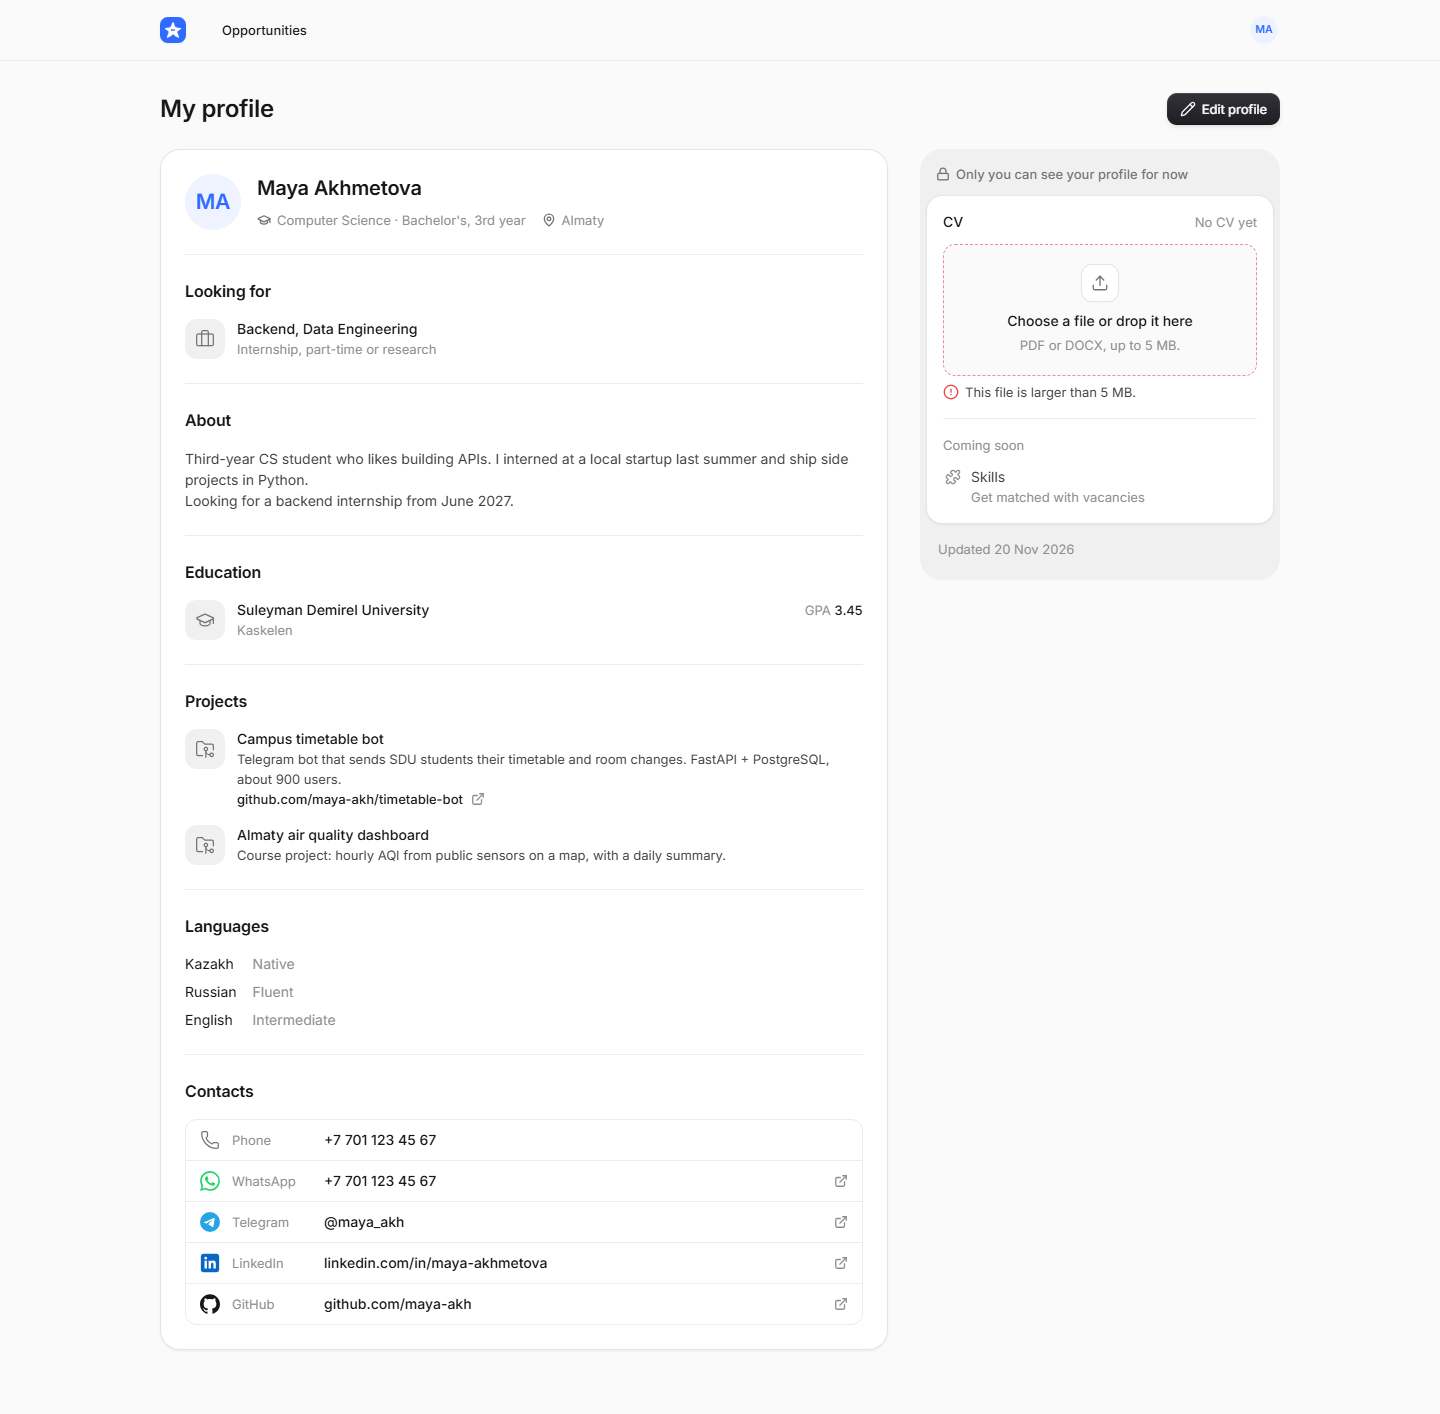 Opportunities
MA
My profile
Edit profile
MA
Maya Akhmetova
Computer Science · Bachelor's, 3rd year
Almaty
Looking for
Backend, Data Engineering
Internship, part-time or research
About
Third-year CS student who likes building APIs. I interned at a local startup last summer and ship side
projects in Python.
Looking for a backend internship from June 2027.
Education
Suleyman Demirel University
GPA 3.45
Kaskelen
Projects
Campus timetable bot
Telegram bot that sends SDU students their timetable and room changes. FastAPI + PostgreSQL,
about 900 users.
github.com/maya-akh/timetable-bot
Almaty air quality dashboard
Course project: hourly AQI from public sensors on a map, with a daily summary.
Languages
Kazakh Native
Russian Fluent
English Intermediate
Contacts
Phone +7 701 123 45 67
WhatsApp +7 701 123 45 67
Telegram @maya_akh
LinkedIn linkedin.com/in/maya-akhmetova
GitHub github.com/maya-akh
Only you can see your profile for now
CV
No CV yet
Choose a file or drop it here
PDF or DOCX, up to 5 MB.
This file is larger than 5 MB.
Coming soon
Skills
Get matched with vacancies
Updated 20 Nov 2026